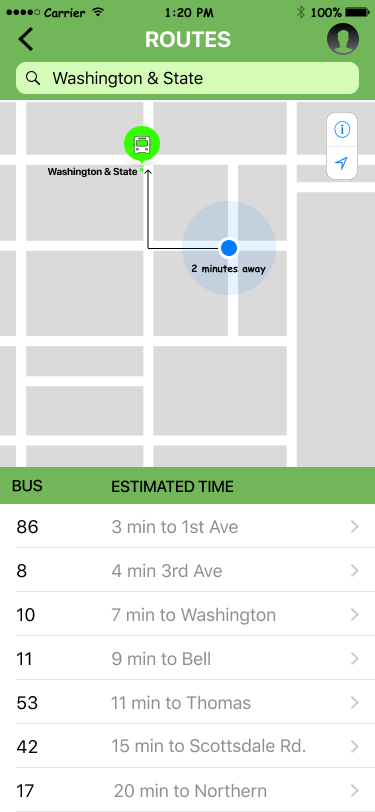 Carrier 1:20 PM 100%
ROUTES
Washington & State
Washington & State
2 minutes away
BUS ESTIMATED TIME
86 3 min to 1st Ave
8 4 min 3rd Ave
10 7 min to Washington
11 9 min to Bell
53 11 min to Thomas
42 15 min to Scottsdale Rd.
17 20 min to Northern